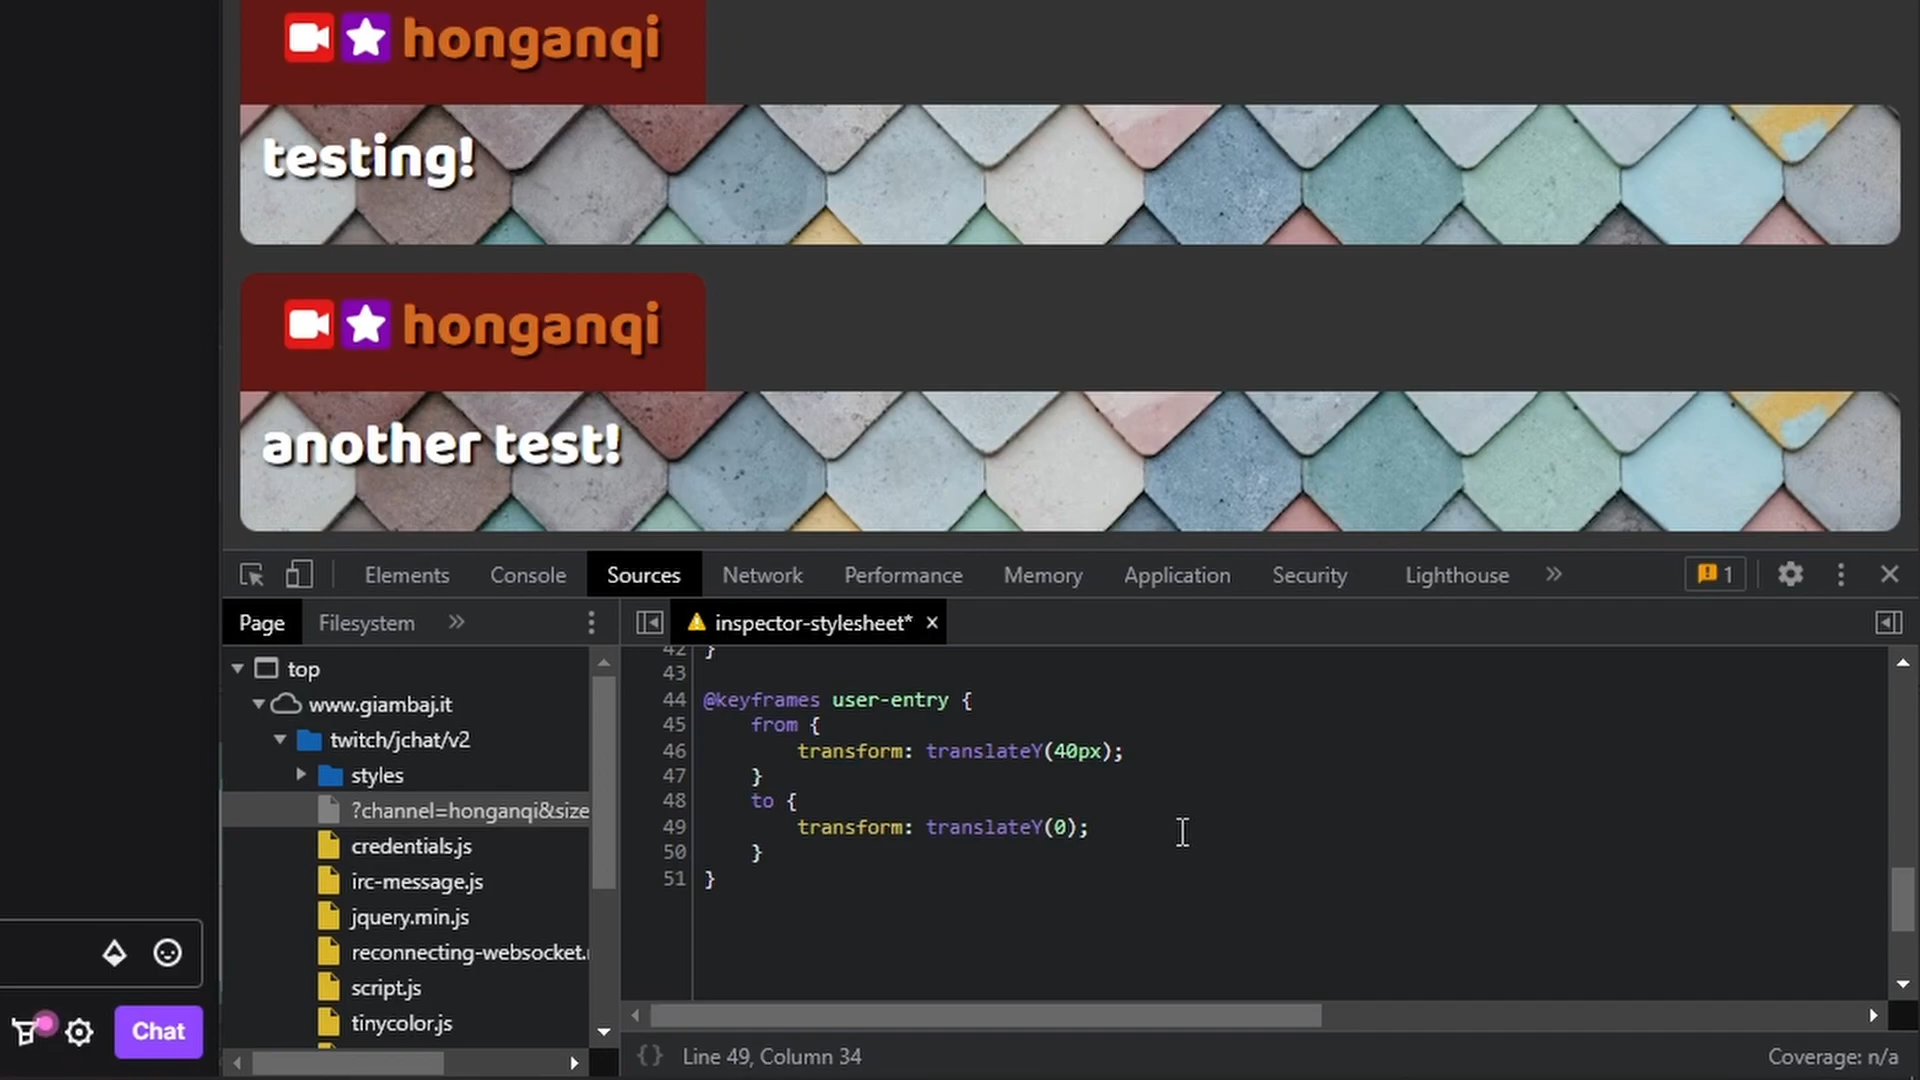 honganqi
testing!
honganqi
another test!
Elements Console Sources Network Performance Memory Application Security Lighthouse » 1
Page Filesystem » inspector-stylesheet*
top
www.giambaj.it
twitch/jchat/v2
styles
?channel=honganqi&size
credentials.js
irc-message.js
jquery.min.js
reconnecting-websocket.
script.js
tinycolor.js
42 }
43
44 @keyframes user-entry {
45 from {
46 transform: translateY(40px);
47 }
48 to {
49 transform: translateY(0);
50 }
51 }
{} Line 49, Column 34
Coverage: n/a
Chat